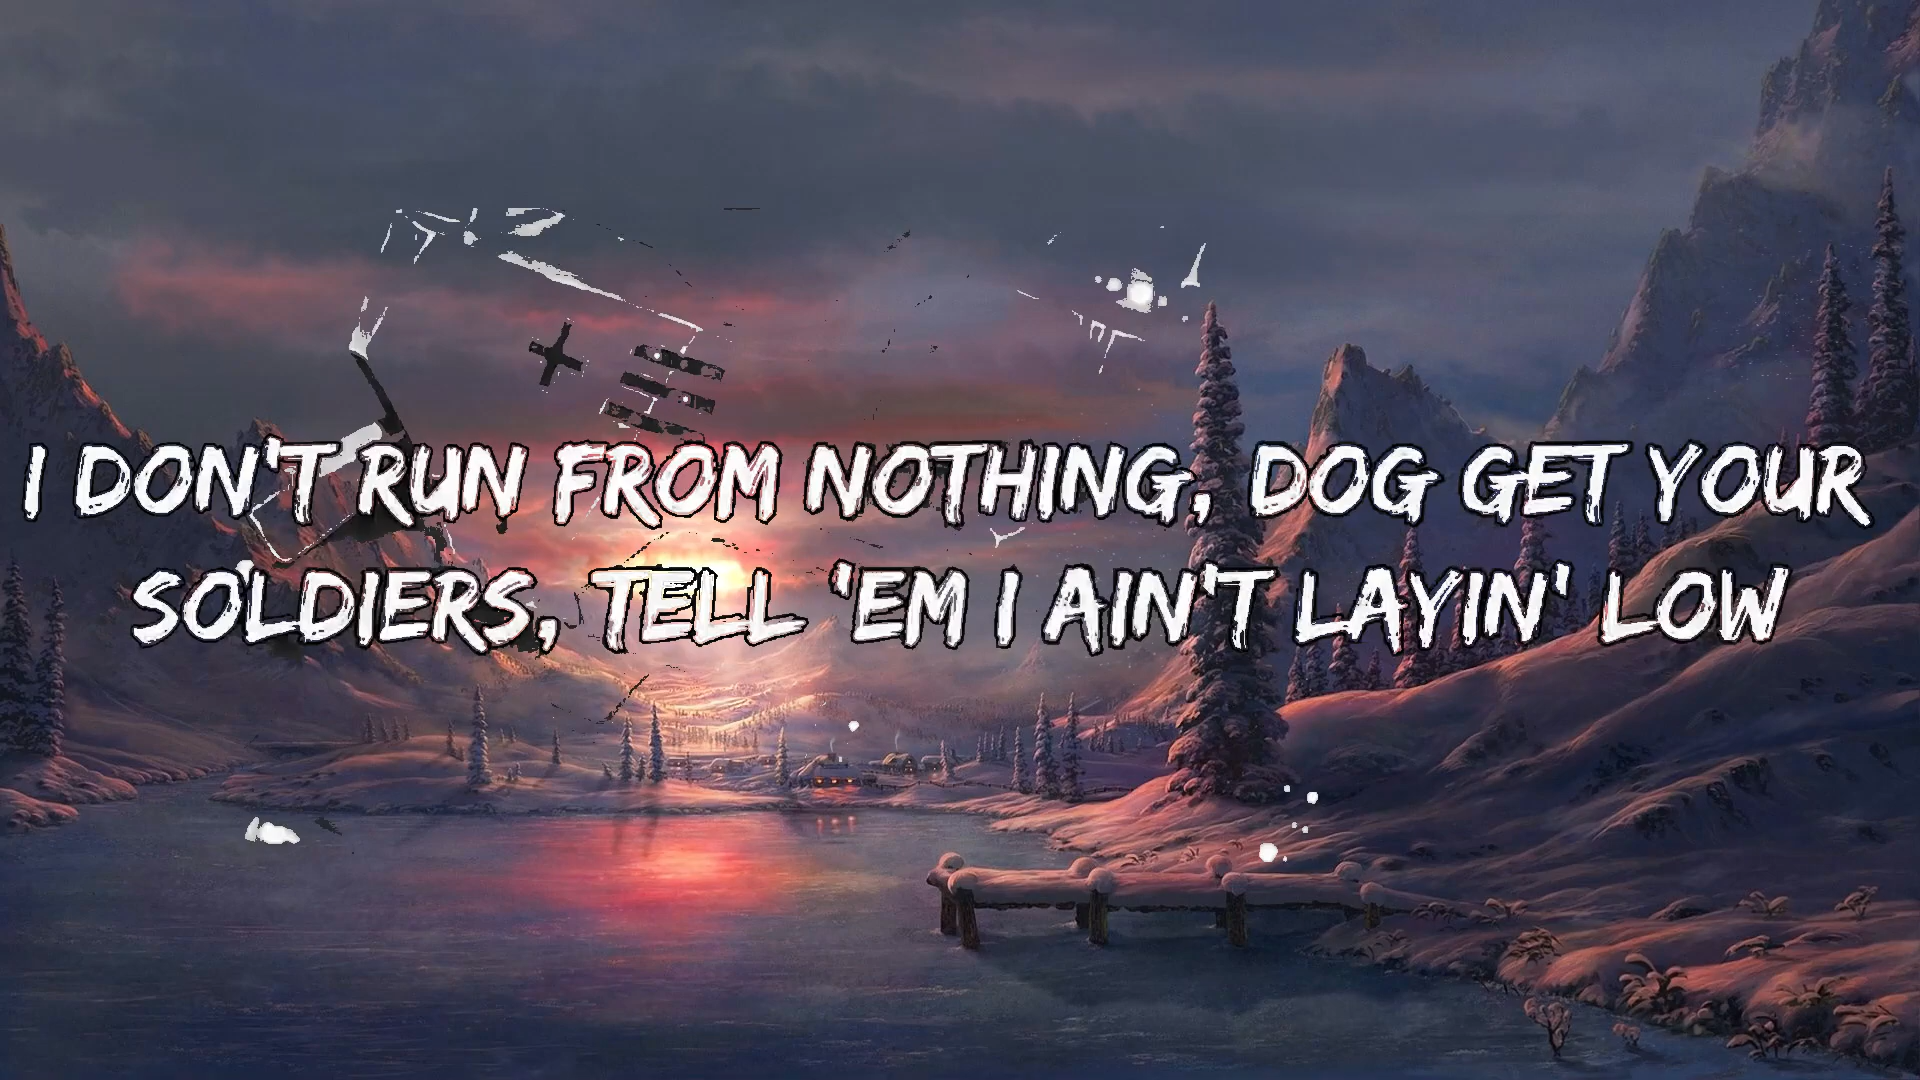 I DON'T RUN FROM NOTHING, DOG GET YOUR
SOLDIERS, TELL 'EM I AIN'T LAYIN' LOW